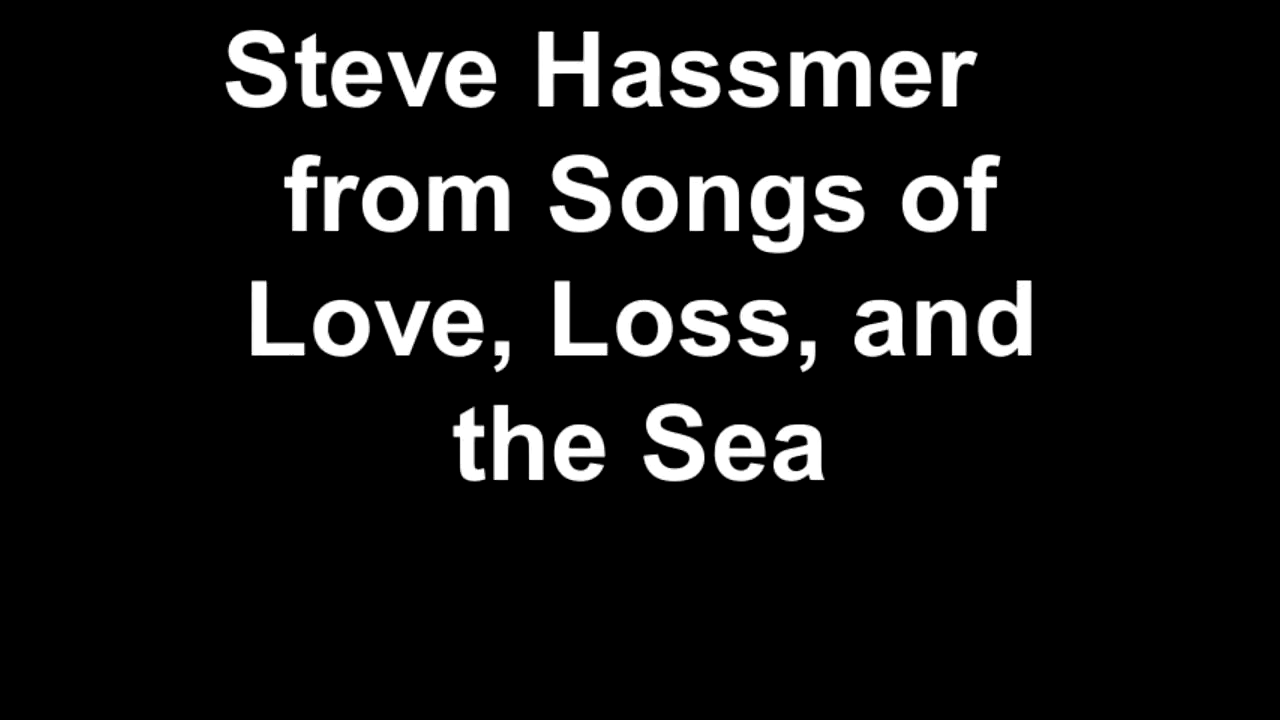 Steve Hassmer
from Songs of
Love, Loss, and
the Sea